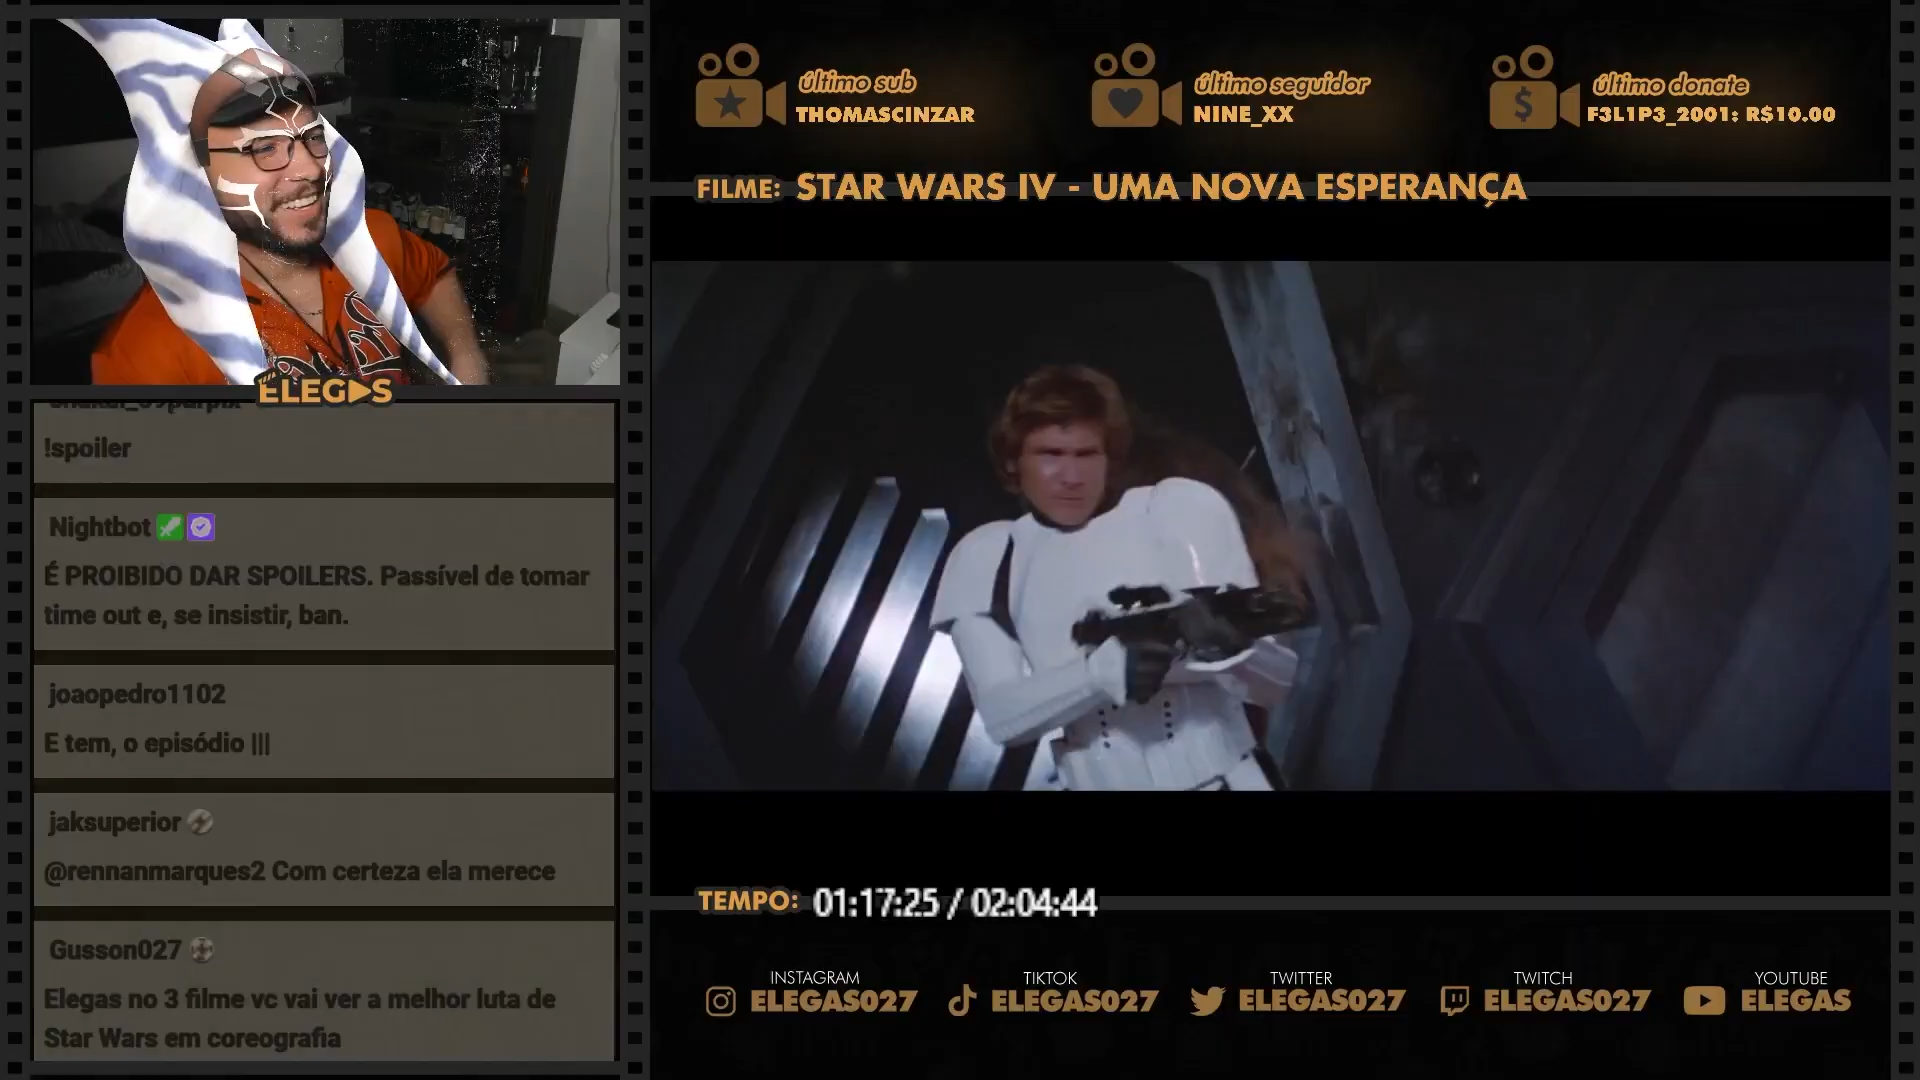 último sub
THOMASCINZAR
último seguidor
NINE_XX
último donate
F3L1P3_2001: R$10.00
FILME: STAR WARS IV - UMA NOVA ESPERANÇA
ELEGAS
!spoiler
Nightbot
É PROIBIDO DAR SPOILERS. Passível de tomar
time out e, se insistir, ban.
joaopedro1102
E tem, o episódio |||
jaksuperior
@rennanmarques2 Com certeza ela merece
Gusson027
Elegas no 3 filme vc vai ver a melhor luta de
Star Wars em coreografia
TEMPO: 01:17:25 / 02:04:44
INSTAGRAM
ELEGAS027
TIKTOK
ELEGAS027
TWITTER
ELEGAS027
TWITCH
ELEGAS027
YOUTUBE
ELEGAS